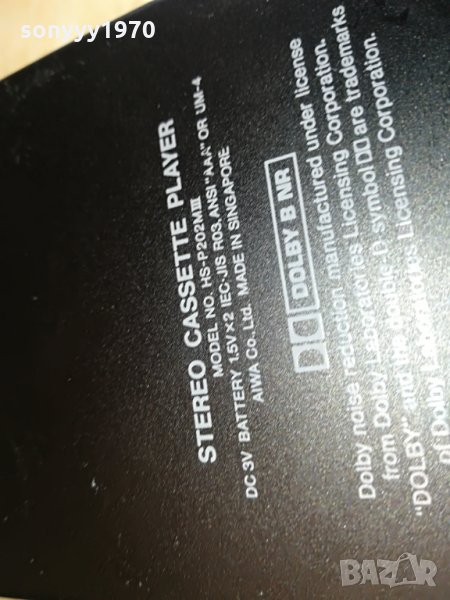 sonyyy1970
STEREO CASSETTE PLAYER
MODEL NO. HS-P202MIII
DC 3V BATTERY 1.5V×2 IEC-JIS R03, ANSI "AAA" OR UM-4
AIWA Co., Ltd. MADE IN SINGAPORE
DOLBY B NR
Dolby noise reduction manufactured under license
from Dolby Laboratories Licensing Corporation.
"DOLBY" and the double-D symbol are trademarks
of Dolby Laboratories Licensing Corporation.
BAZAR